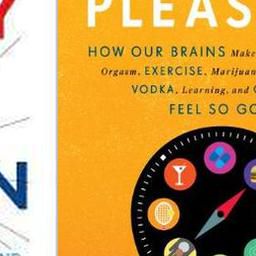 PLEAS
HOW OUR BRAINS Make
Orgasm, EXERCISE, Marijuan
VODKA, Learning, and
FEEL SO GO
N